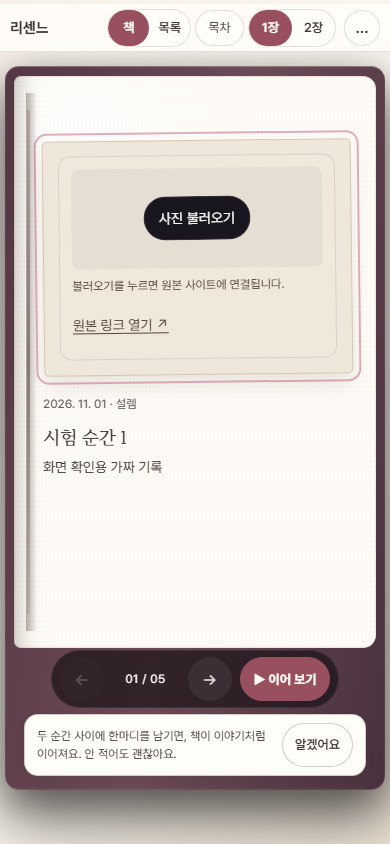 리센느
책 목록 목차 1장 2장 ...
사진 불러오기
불러오기를 누르면 원본 사이트에 연결됩니다.
원본 링크 열기 ↗
2026. 11. 01 · 설렘
시험 순간 1
화면 확인용 가짜 기록
← 01 / 05 → ▶ 이어 보기
두 순간 사이에 한마디를 남기면, 책이 이야기처럼
이어져요. 안 적어도 괜찮아요.
알겠어요